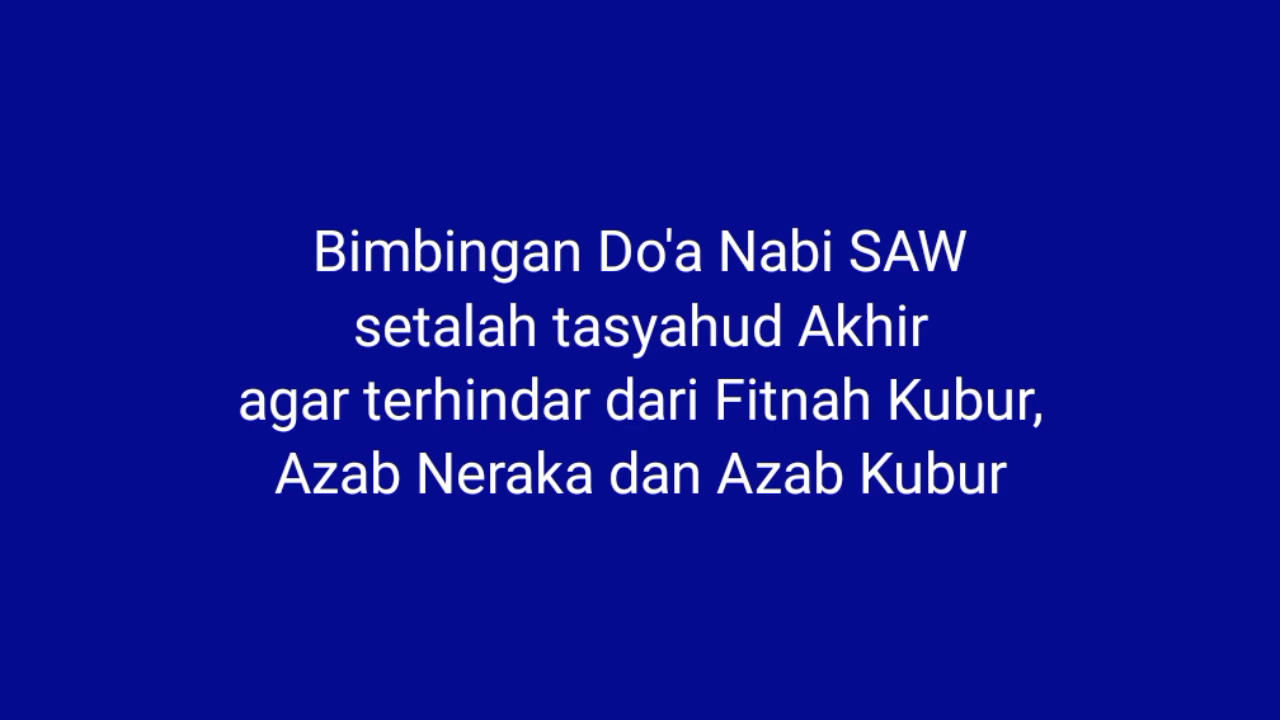 Bimbingan Do'a Nabi SAW
setalah tasyahud Akhir
agar terhindar dari Fitnah Kubur,
Azab Neraka dan Azab Kubur